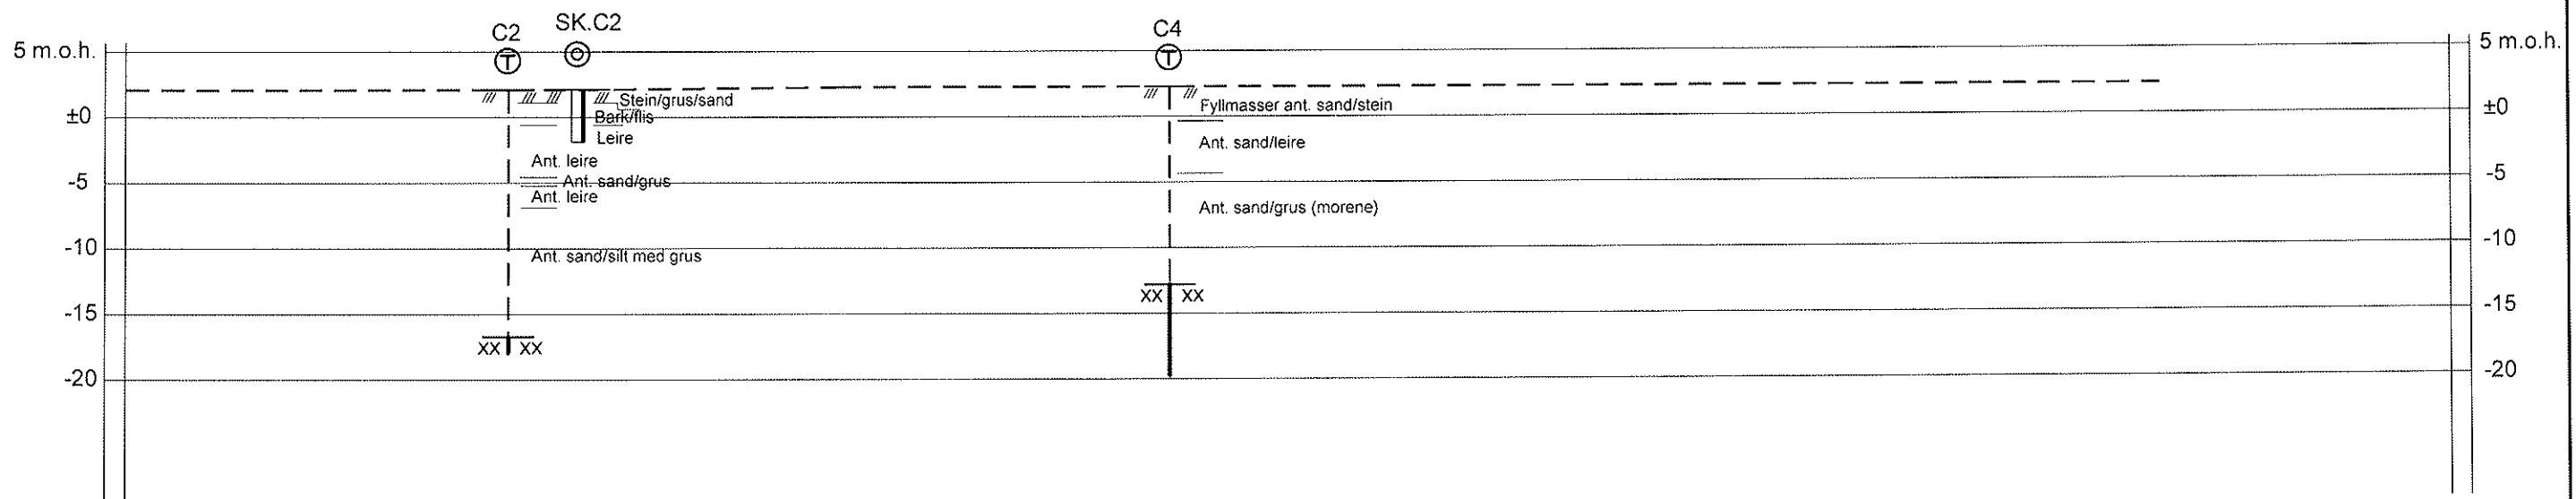 C2
SK.C2
C4
5 m.o.h.
5 m.o.h.
T
T
Stein/grus/sand
Fyllmasser ant. sand/stein
±0
Bark/flis
±0
Leire
Ant. sand/leire
Ant. leire
-5
Ant. sand/grus
-5
Ant. leire
Ant. sand/grus (morene)
-10
-10
Ant. sand/silt med grus
xx xx
-15
-15
xx xx
-20
-20